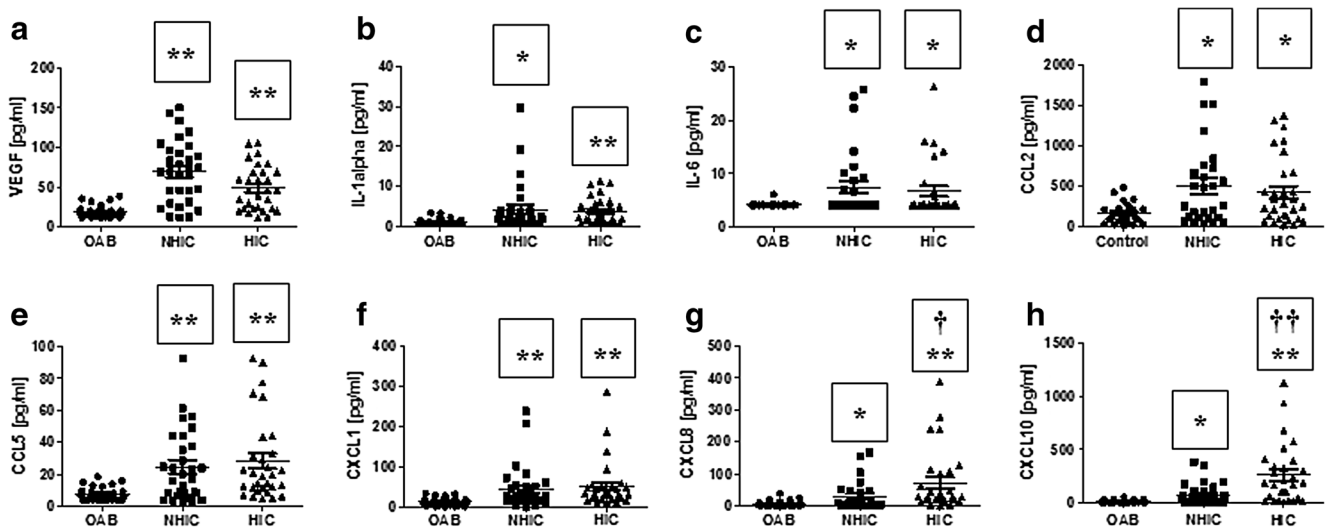 a
**
**
VEGF [pg/ml]
200
150
100
50
0
OAB NHIC HIC
b
*
**
IL-1alpha [pg/ml]
40
30
20
10
0
OAB NHIC HIC
c
* *
IL-6 [pg/ml]
30
20
10
0
OAB NHIC HIC
d
* *
CCL2 [pg/ml]
2000
1500
1000
500
0
Control NHIC HIC
e
** **
CCL5 [pg/ml]
100
80
60
40
20
0
OAB NHIC HIC
f
** **
CXCL1 [pg/ml]
400
300
200
100
0
OAB NHIC HIC
g
†
**
*
CXCL8 [pg/ml]
500
400
300
200
100
0
OAB NHIC HIC
h
††
**
*
CXCL10 [pg/ml]
1500
1000
500
0
OAB NHIC HIC